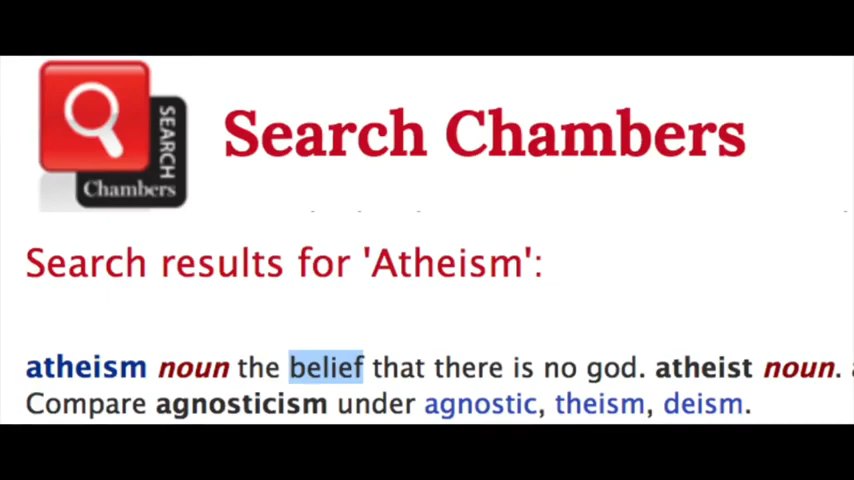 SEARCH
Chambers
Search Chambers
Search results for 'Atheism':
atheism noun the belief that there is no god. atheist noun.
Compare agnosticism under agnostic, theism, deism.